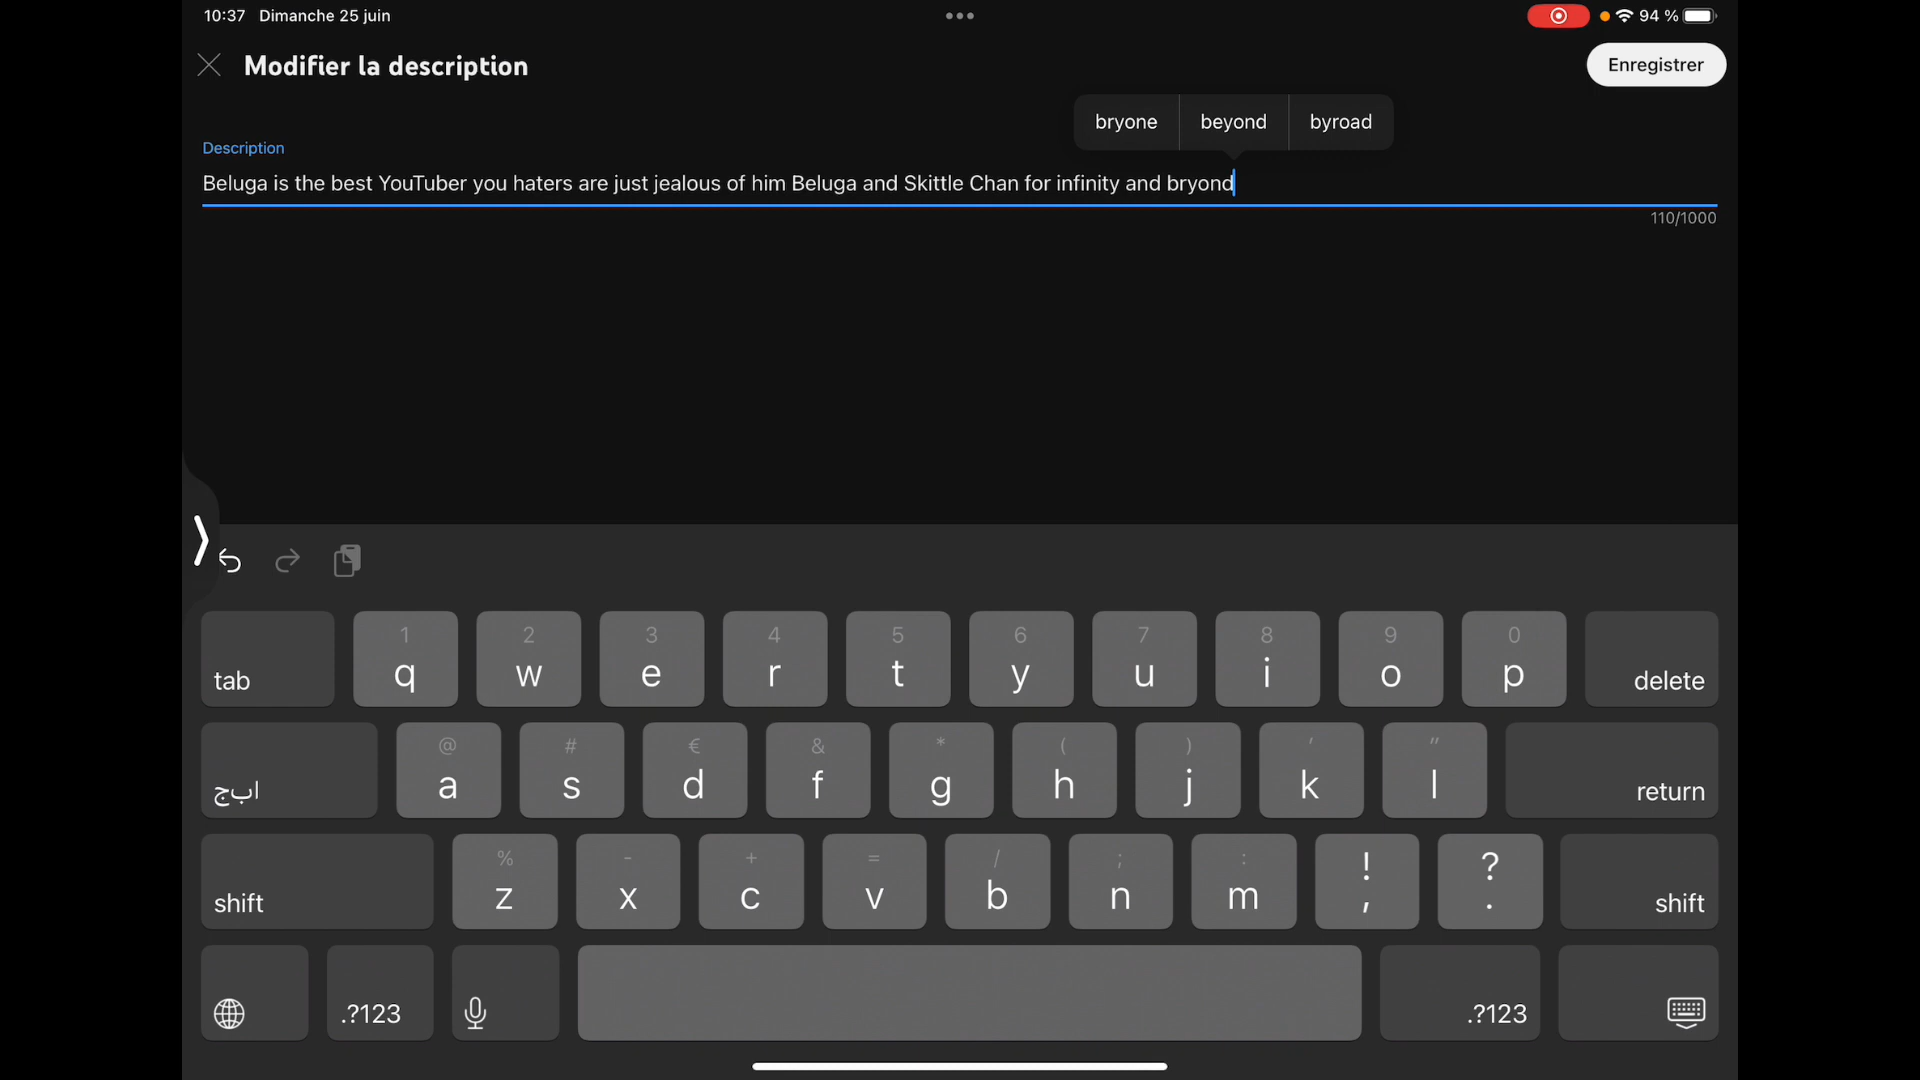 10:37 Dimanche 25 juin
94 %
Modifier la description
Enregistrer
bryone beyond byroad
Description
Beluga is the best YouTuber you haters are just jealous of him Beluga and Skittle Chan for infinity and bryond
110/1000
1 2 3 4 5 6 7 8 9 0
tab q w e r t y u i o p delete
@ # € & * ( ) ' "
ابج a s d f g h j k l return
% - + = / ; : ! ?
shift z x c v b n m , . shift
.?123 .?123